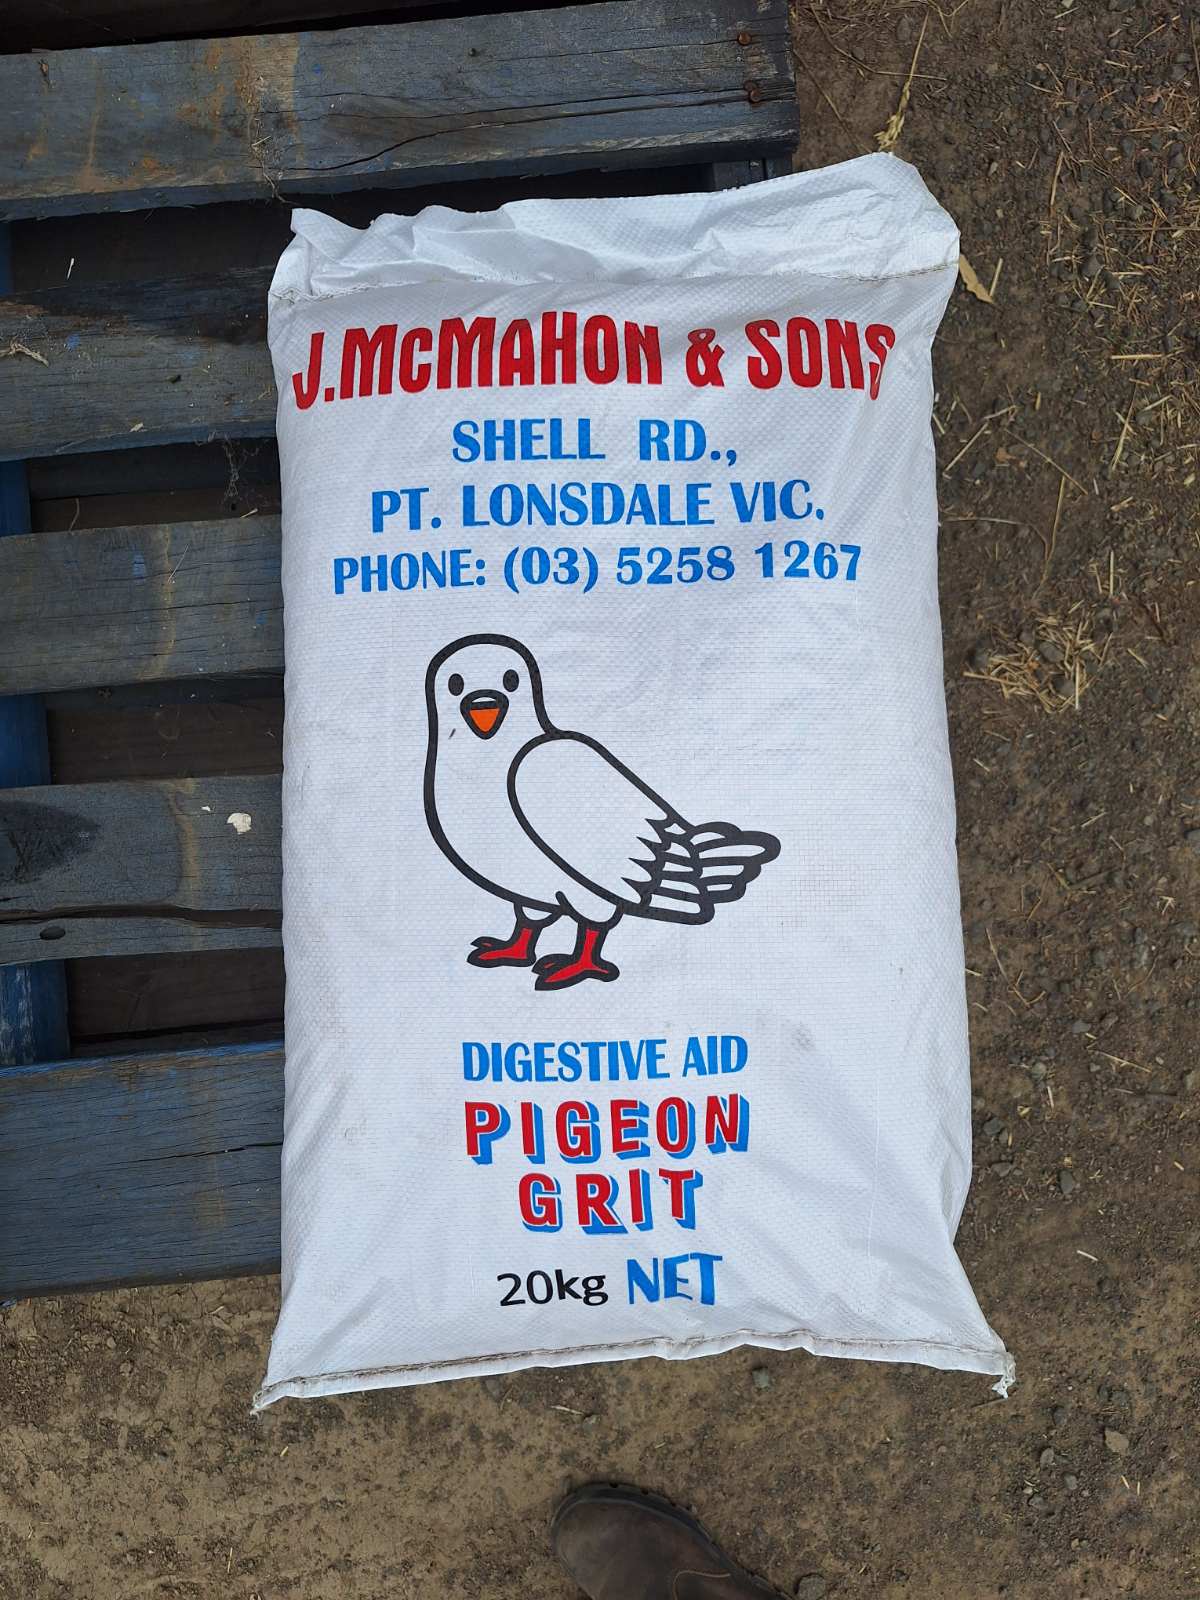 J.McMAHON & SONS
SHELL RD.,
PT. LONSDALE VIC.
PHONE: (03) 5258 1267
DIGESTIVE AID
PIGEON
GRIT
20kg NET